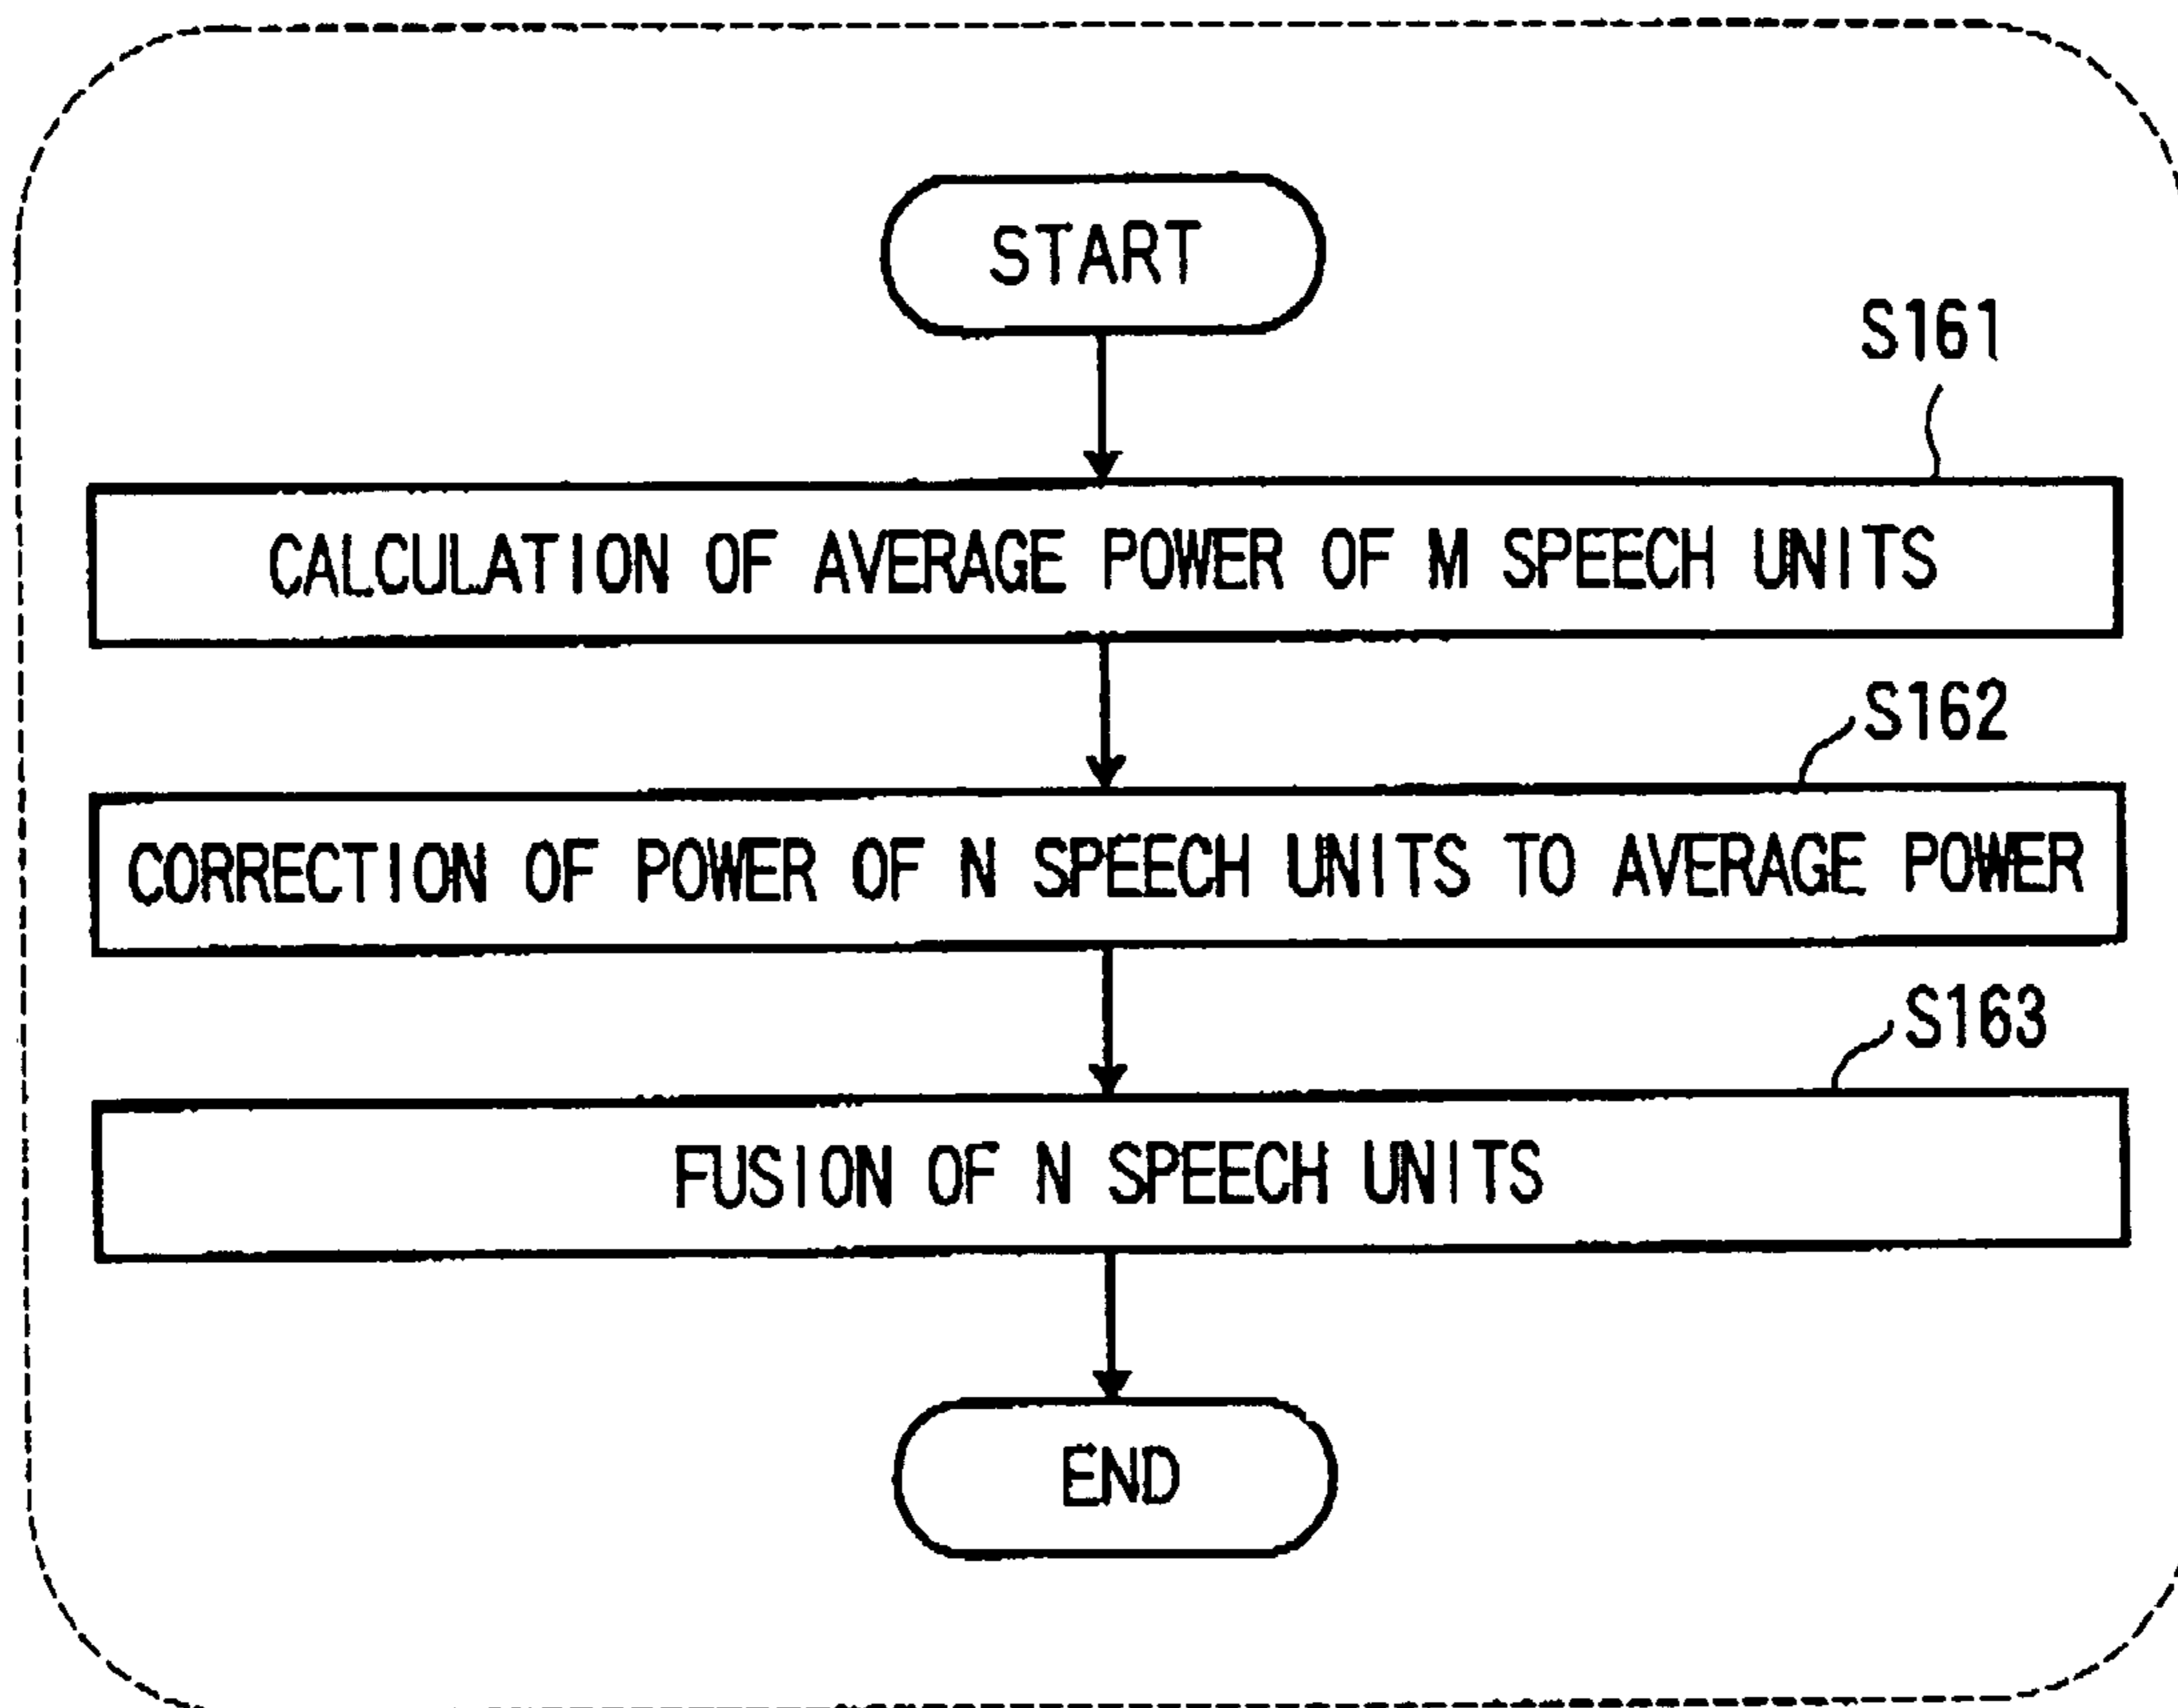 START
S161
CALCULATION OF AVERAGE POWER OF M SPEECH UNITS
S162
CORRECTION OF POWER OF N SPEECH UNITS TO AVERAGE POWER
S163
FUSION OF N SPEECH UNITS
END